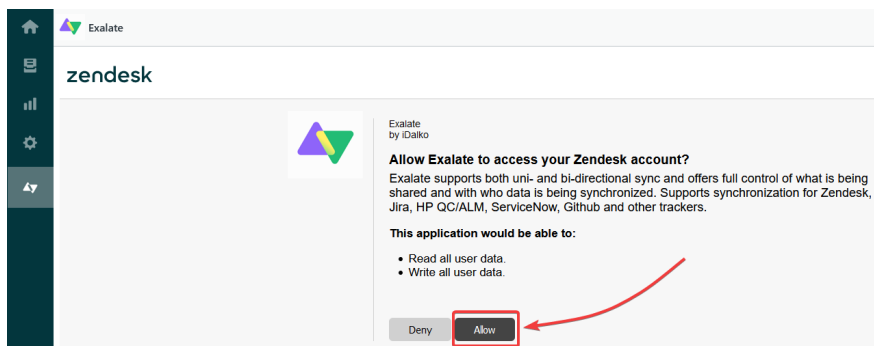 Exalate
zendesk
Exalate
by iDalko
Allow Exalate to access your Zendesk account?
Exalate supports both uni- and bi-directional sync and offers full control of what is being
shared and with who data is being synchronized. Supports synchronization for Zendesk,
Jira, HP QC/ALM, ServiceNow, Github and other trackers.
This application would be able to:
• Read all user data.
• Write all user data.
Deny Allow